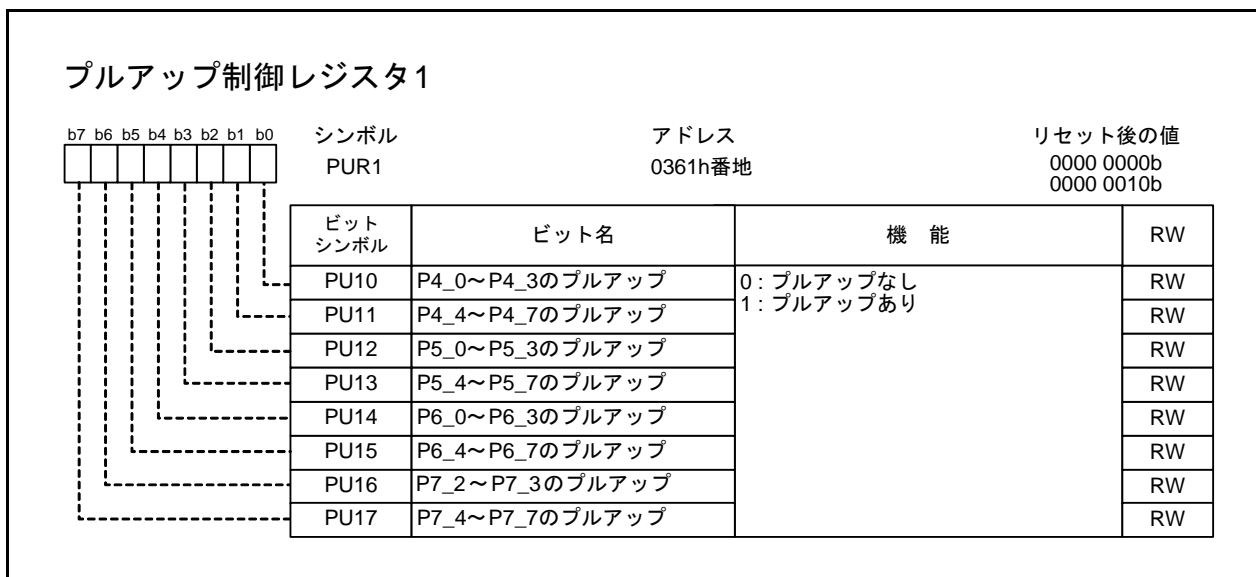 プルアップ制御レジスタ1
b7 b6 b5 b4 b3 b2 b1 b0 シンボル アドレス リセット後の値
PUR1 0361h番地 0000 0000b
0000 0010b
ビットシンボル ビット名 機 能 RW
PU10 P4_0～P4_3のプルアップ 0 : プルアップなし RW
1 : プルアップあり
PU11 P4_4～P4_7のプルアップ RW
PU12 P5_0～P5_3のプルアップ RW
PU13 P5_4～P5_7のプルアップ RW
PU14 P6_0～P6_3のプルアップ RW
PU15 P6_4～P6_7のプルアップ RW
PU16 P7_2～P7_3のプルアップ RW
PU17 P7_4～P7_7のプルアップ RW